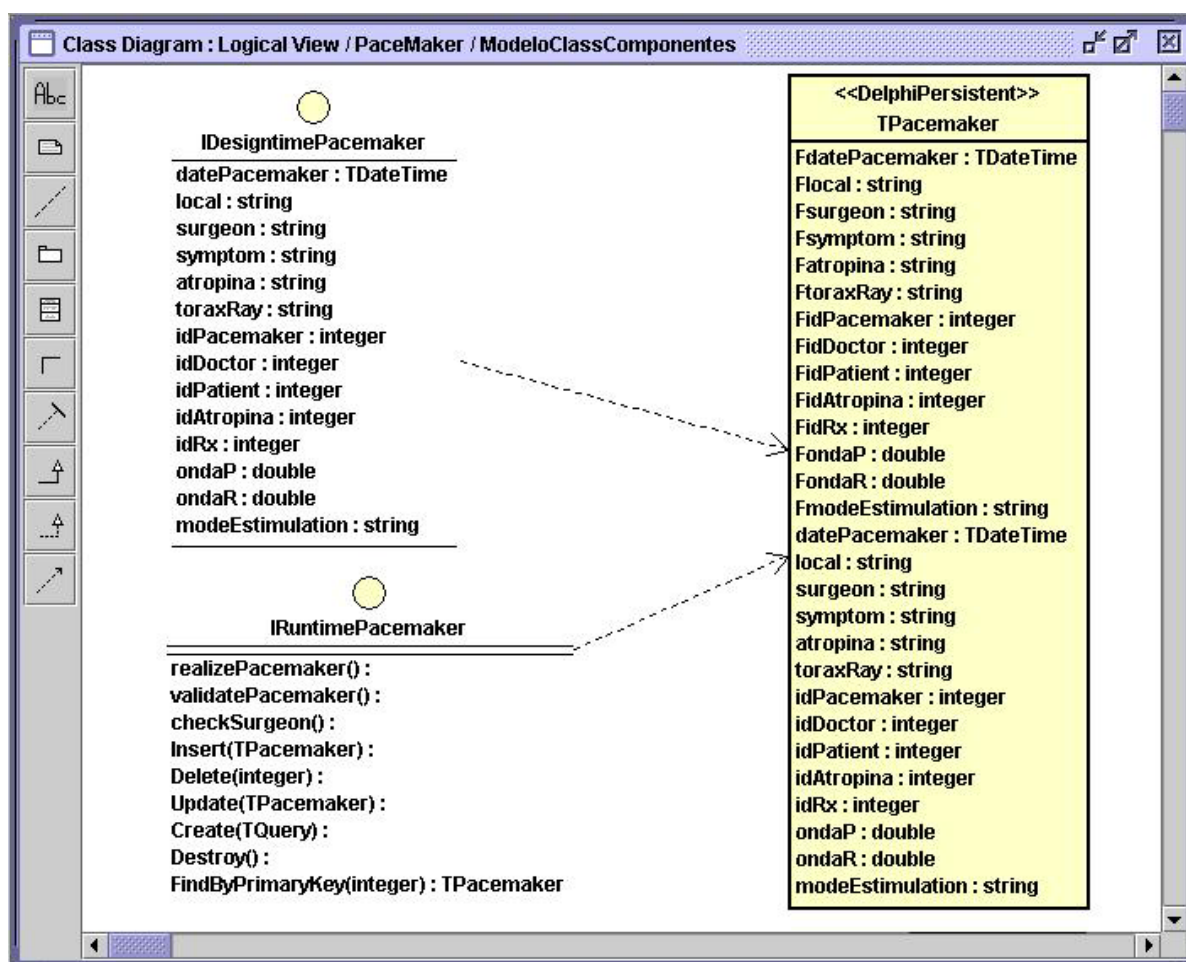 Class Diagram : Logical View / PaceMaker / ModeloClassComponentes
Abc
IDesigntimePacemaker
datePacemaker : TDateTime
local : string
surgeon : string
symptom : string
atropina : string
toraxRay : string
idPacemaker : integer
idDoctor : integer
idPatient : integer
idAtropina : integer
idRx : integer
ondaP : double
ondaR : double
modeEstimulation : string
IRuntimePacemaker
realizePacemaker() :
validatePacemaker() :
checkSurgeon() :
Insert(TPacemaker) :
Delete(integer) :
Update(TPacemaker) :
Create(TQuery) :
Destroy() :
FindByPrimaryKey(integer) : TPacemaker
<<DelphiPersistent>>
TPacemaker
FdatePacemaker : TDateTime
Flocal : string
Fsurgeon : string
Fsymptom : string
Fatropina : string
FtoraxRay : string
FidPacemaker : integer
FidDoctor : integer
FidPatient : integer
FidAtropina : integer
FidRx : integer
FondaP : double
FondaR : double
FmodeEstimulation : string
datePacemaker : TDateTime
local : string
surgeon : string
symptom : string
atropina : string
toraxRay : string
idPacemaker : integer
idDoctor : integer
idPatient : integer
idAtropina : integer
idRx : integer
ondaP : double
ondaR : double
modeEstimulation : string